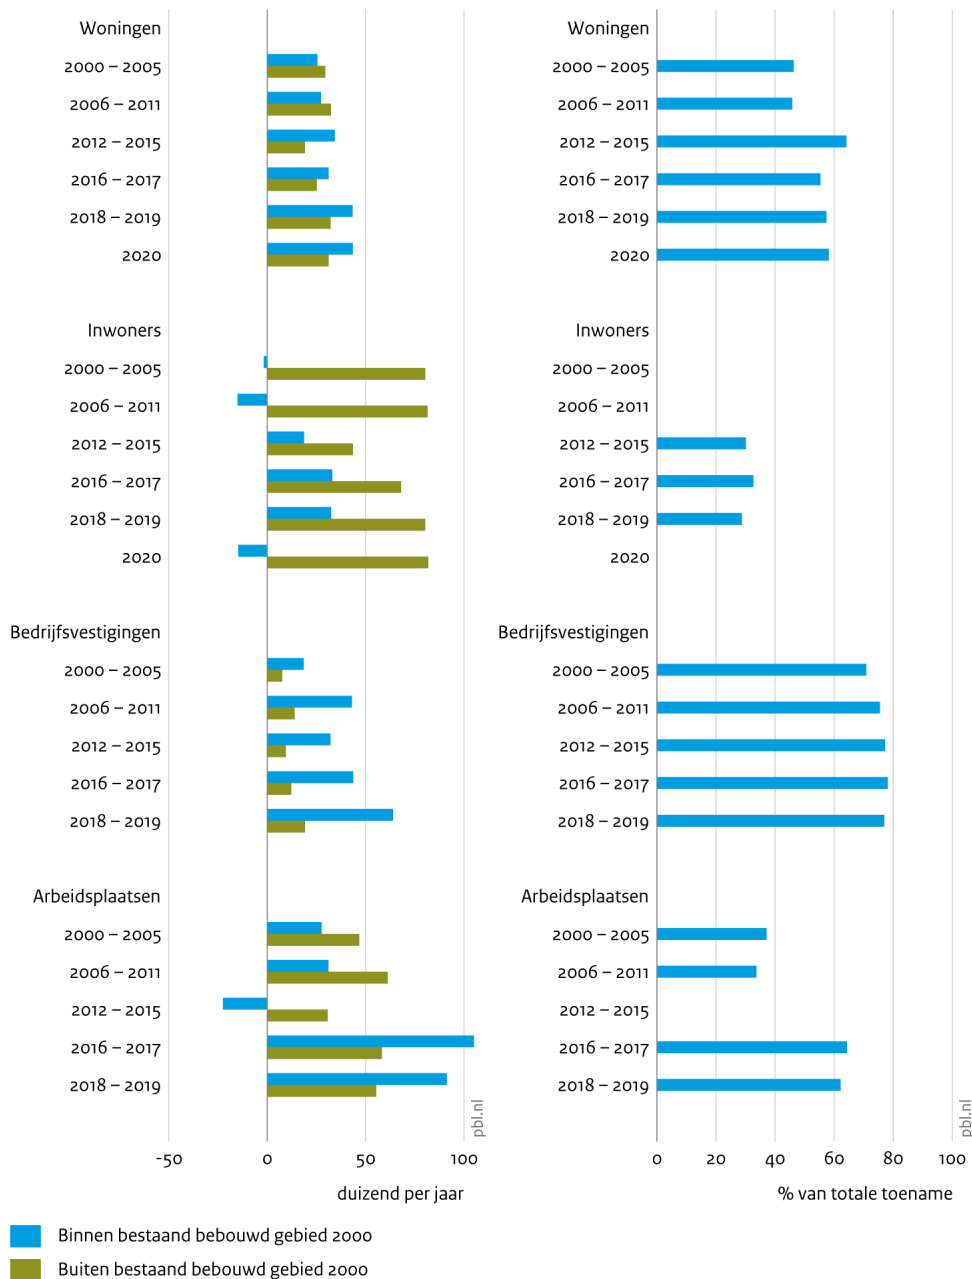 Woningen
2000 – 2005
2006 – 2011
2012 – 2015
2016 – 2017
2018 – 2019
2020
Inwoners
2000 – 2005
2006 – 2011
2012 – 2015
2016 – 2017
2018 – 2019
2020
Bedrijfsvestigingen
2000 – 2005
2006 – 2011
2012 – 2015
2016 – 2017
2018 – 2019
Arbeidsplaatsen
2000 – 2005
2006 – 2011
2012 – 2015
2016 – 2017
2018 – 2019
pbl.nl
-50 0 50 100
duizend per jaar
Woningen
2000 – 2005
2006 – 2011
2012 – 2015
2016 – 2017
2018 – 2019
2020
Inwoners
2000 – 2005
2006 – 2011
2012 – 2015
2016 – 2017
2018 – 2019
2020
Bedrijfsvestigingen
2000 – 2005
2006 – 2011
2012 – 2015
2016 – 2017
2018 – 2019
Arbeidsplaatsen
2000 – 2005
2006 – 2011
2012 – 2015
2016 – 2017
2018 – 2019
pbl.nl
0 20 40 60 80 100
% van totale toename
Binnen bestaand bebouwd gebied 2000
Buiten bestaand bebouwd gebied 2000